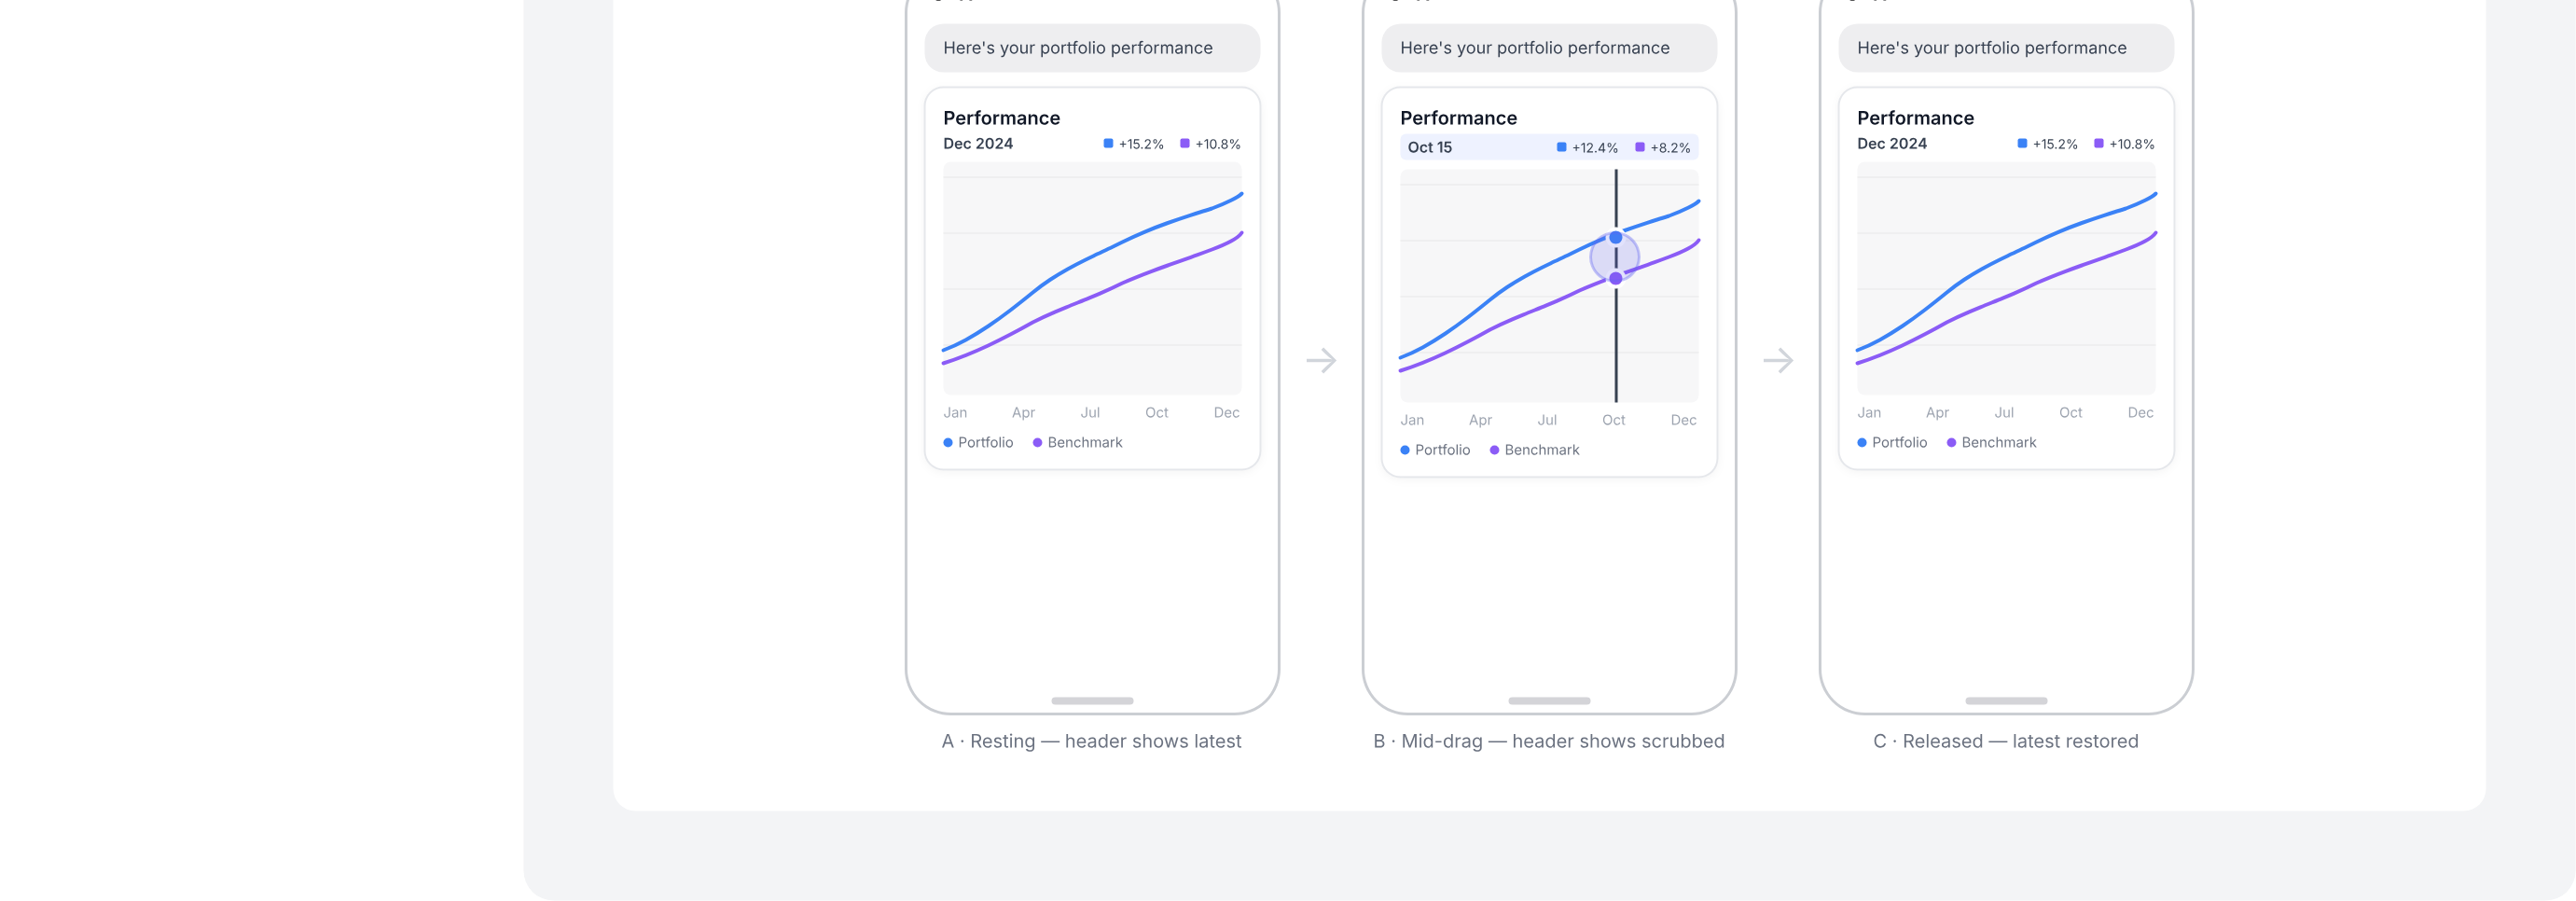 Here's your portfolio performance
Performance
Dec 2024 +15.2% +10.8%
Jan Apr Jul Oct Dec
Portfolio Benchmark
A · Resting — header shows latest
Here's your portfolio performance
Performance
Oct 15 +12.4% +8.2%
Jan Apr Jul Oct Dec
Portfolio Benchmark
B · Mid-drag — header shows scrubbed
Here's your portfolio performance
Performance
Dec 2024 +15.2% +10.8%
Jan Apr Jul Oct Dec
Portfolio Benchmark
C · Released — latest restored